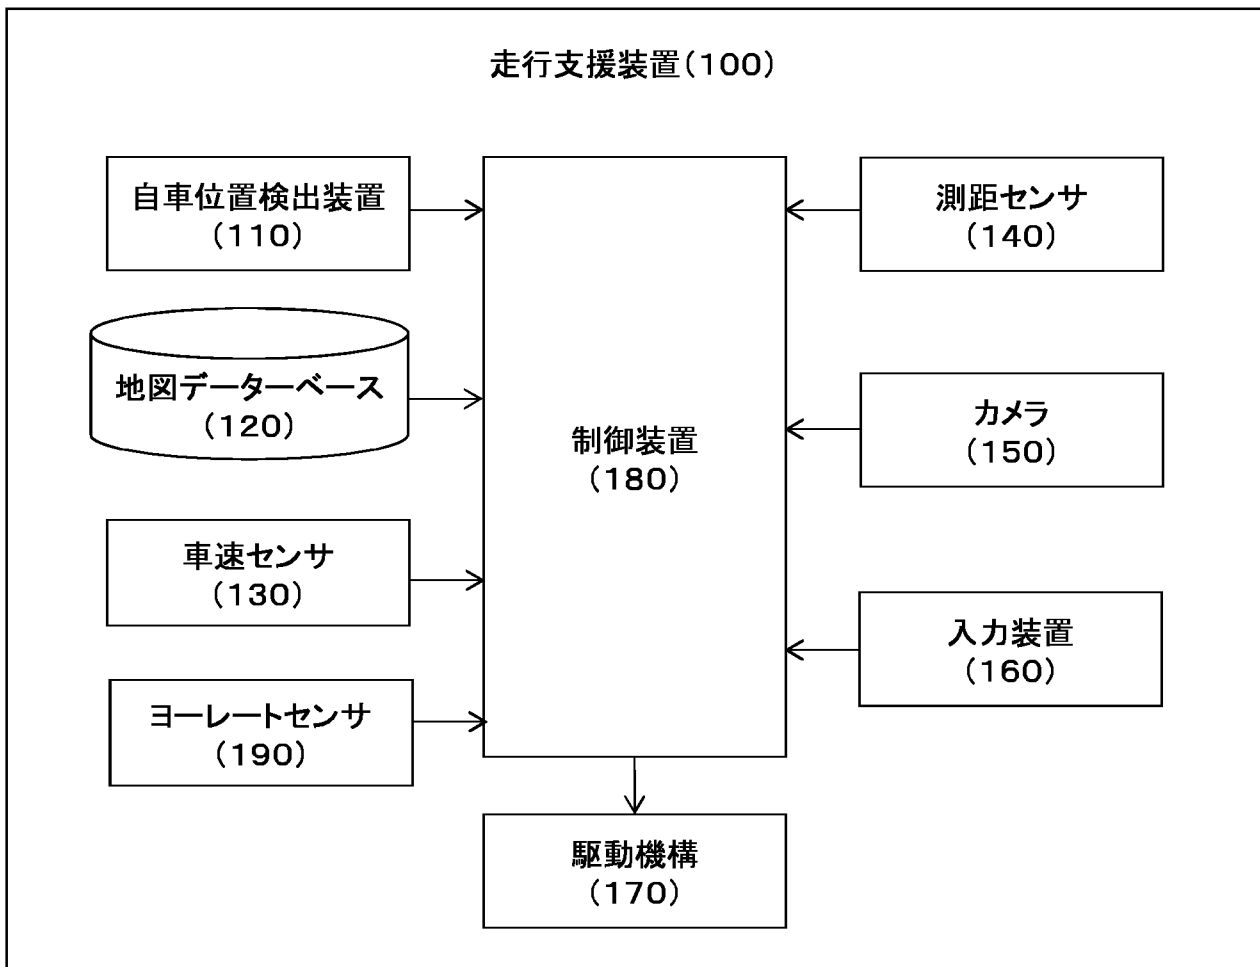 走行支援装置(100)
自車位置検出装置
(110)
地図データーベース
(120)
車速センサ
(130)
ヨーレートセンサ
(190)
制御装置
(180)
駆動機構
(170)
測距センサ
(140)
カメラ
(150)
入力装置
(160)